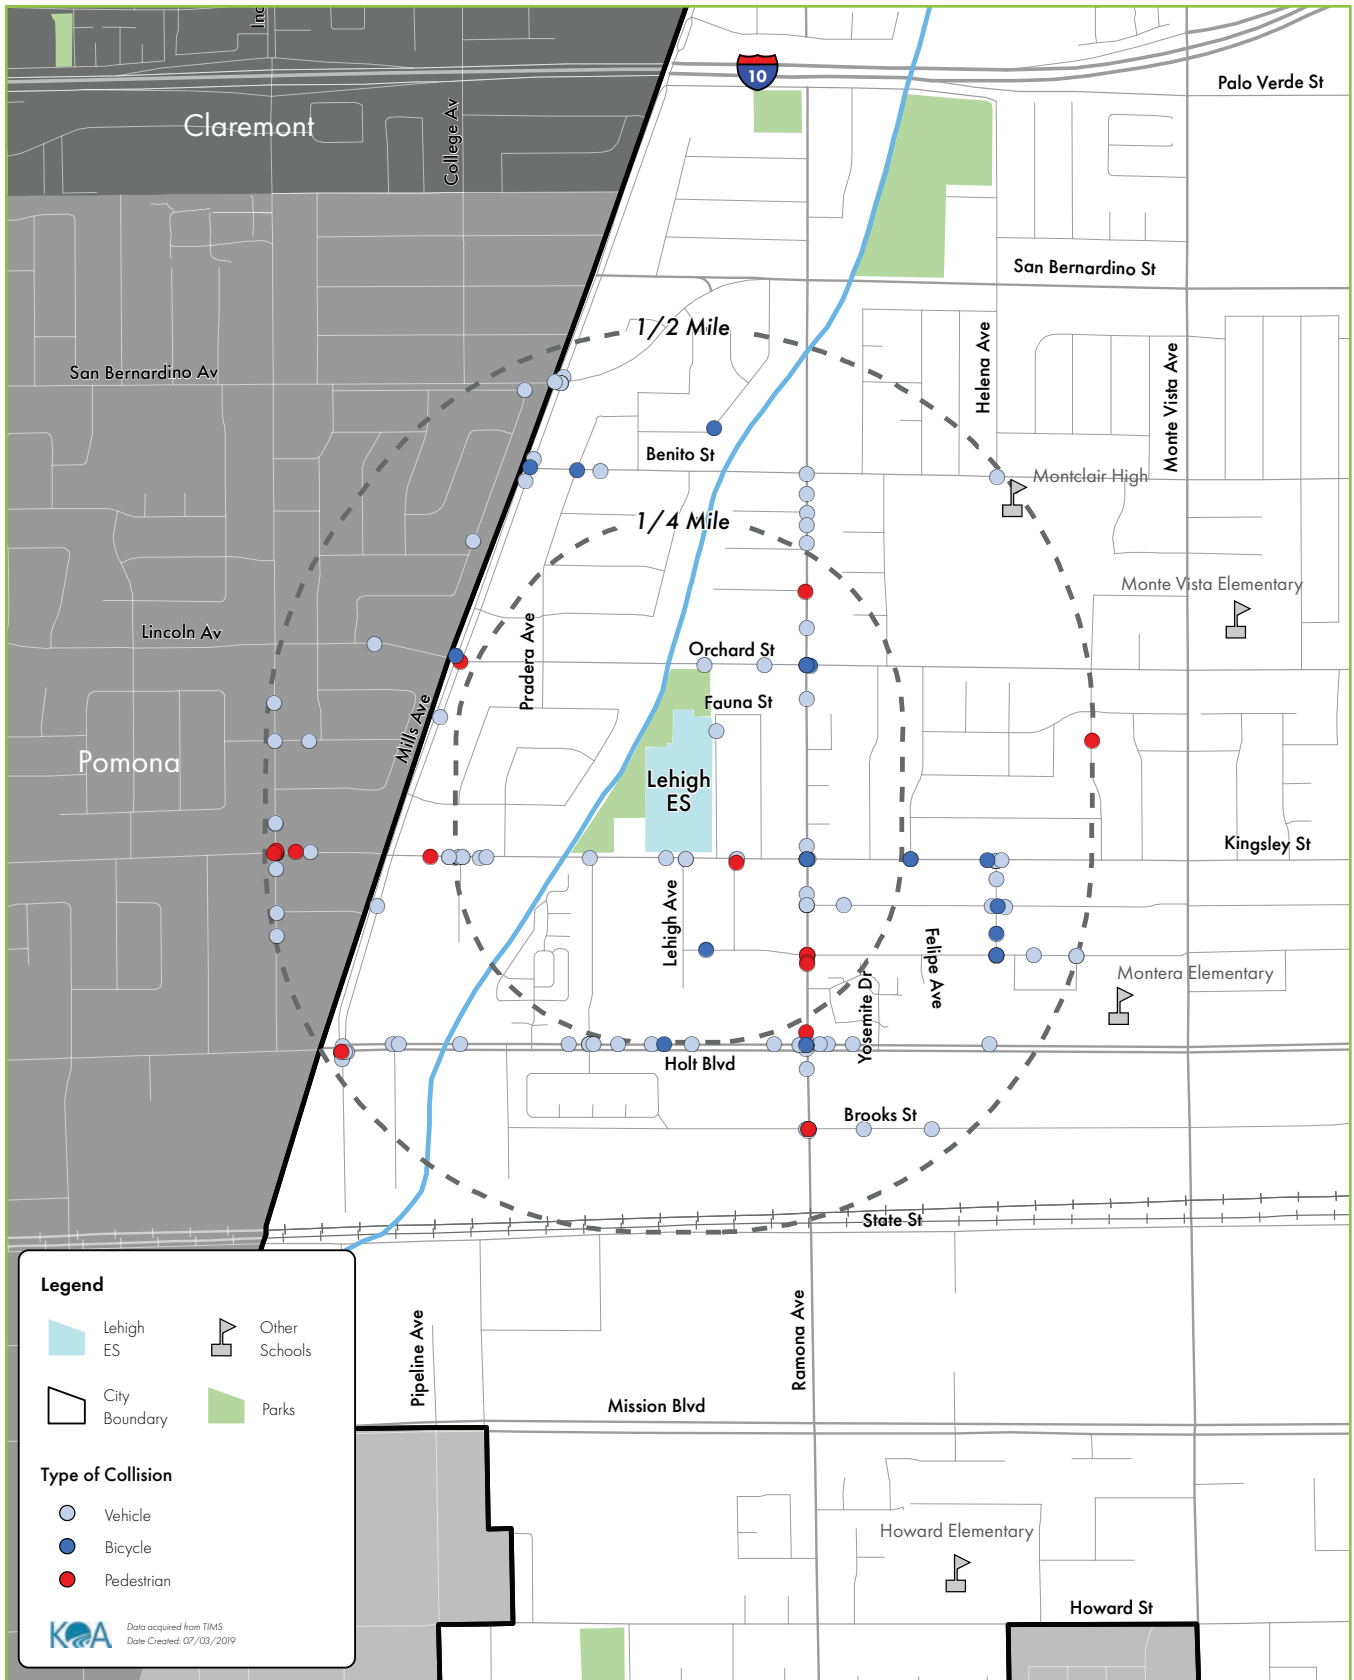 Inc
10
Palo Verde St
Claremont
College Av
San Bernardino St
1/2 Mile
Helena Ave
Monte Vista Ave
San Bernardino Av
Benito St
Montclair High
1/4 Mile
Monte Vista Elementary
Lincoln Av
Pradera Ave
Orchard St
Mills Ave
Fauna St
Pomona
Lehigh
ES
Kingsley St
Lehigh Ave
Felipe Ave
Yosemite Dr
Montera Elementary
Holt Blvd
Brooks St
State St
Legend
Lehigh
ES
Other
Schools
City
Boundary
Parks
Pipeline Ave
Ramona Ave
Mission Blvd
Type of Collision
Vehicle
Bicycle
Pedestrian
Howard Elementary
Howard St
KOA
Data acquired from TIMS
Date Created: 07/03/2019